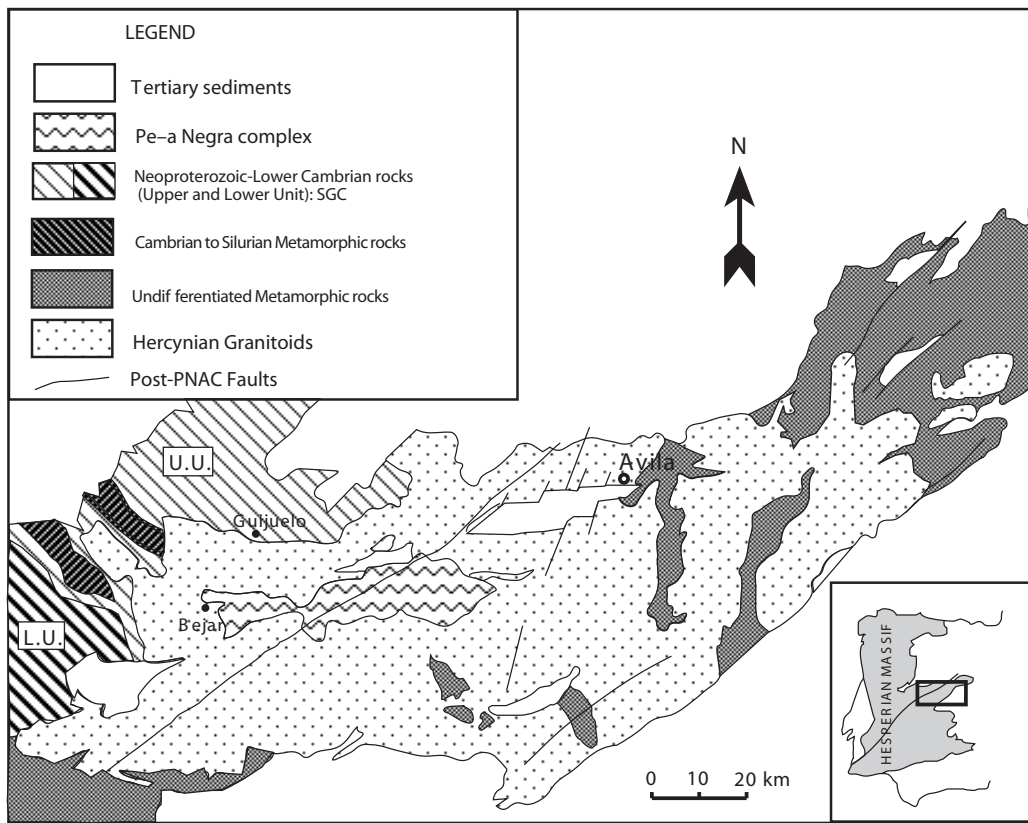 LEGEND
Tertiary sediments
Pe–a Negra complex
Neoproterozoic-Lower Cambrian rocks
(Upper and Lower Unit): SGC
Cambrian to Silurian Metamorphic rocks
Undif ferentiated Metamorphic rocks
Hercynian Granitoids
Post-PNAC Faults
N
U.U.
Avila
Guijuelo
Bejar
L.U.
HESPERIAN MASSIF
0 10 20 km